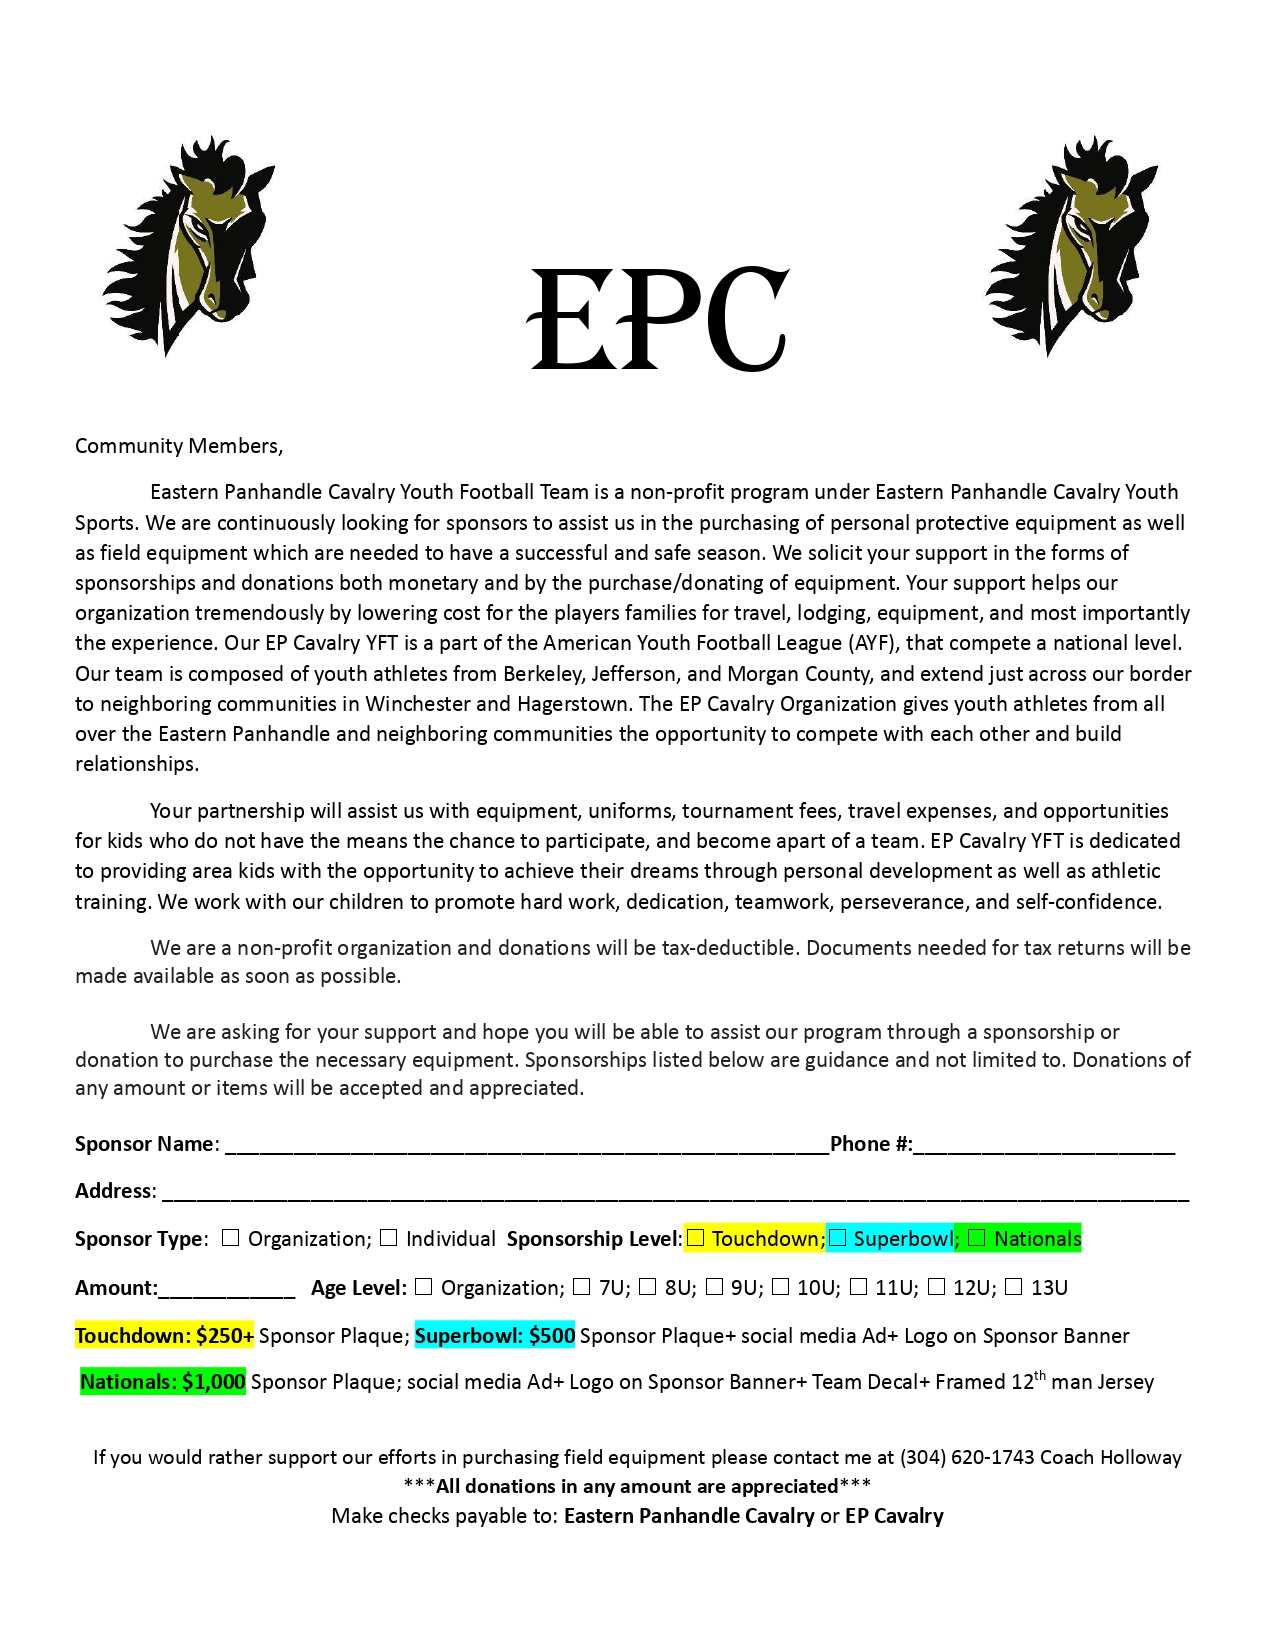 EPC
Community Members,
Eastern Panhandle Cavalry Youth Football Team is a non-profit program under Eastern Panhandle Cavalry Youth
Sports. We are continuously looking for sponsors to assist us in the purchasing of personal protective equipment as well
as field equipment which are needed to have a successful and safe season. We solicit your support in the forms of
sponsorships and donations both monetary and by the purchase/donating of equipment. Your support helps our
organization tremendously by lowering cost for the players families for travel, lodging, equipment, and most importantly
the experience. Our EP Cavalry YFT is a part of the American Youth Football League (AYF), that compete a national level.
Our team is composed of youth athletes from Berkeley, Jefferson, and Morgan County, and extend just across our border
to neighboring communities in Winchester and Hagerstown. The EP Cavalry Organization gives youth athletes from all
over the Eastern Panhandle and neighboring communities the opportunity to compete with each other and build
relationships.
Your partnership will assist us with equipment, uniforms, tournament fees, travel expenses, and opportunities
for kids who do not have the means the chance to participate, and become apart of a team. EP Cavalry YFT is dedicated
to providing area kids with the opportunity to achieve their dreams through personal development as well as athletic
training. We work with our children to promote hard work, dedication, teamwork, perseverance, and self-confidence.
We are a non-profit organization and donations will be tax-deductible. Documents needed for tax returns will be
made available as soon as possible.
We are asking for your support and hope you will be able to assist our program through a sponsorship or
donation to purchase the necessary equipment. Sponsorships listed below are guidance and not limited to. Donations of
any amount or items will be accepted and appreciated.
Sponsor Name: ______________________________________________________Phone #:_______________________
Address: ____________________________________________________________________________________________
Sponsor Type: ☐ Organization; ☐ Individual Sponsorship Level:☐ Touchdown;☐ Superbowl; ☐ Nationals
Amount:____________ Age Level: ☐ Organization; ☐ 7U; ☐ 8U; ☐ 9U; ☐ 10U; ☐ 11U; ☐ 12U; ☐ 13U
Touchdown: $250+ Sponsor Plaque; Superbowl: $500 Sponsor Plaque+ social media Ad+ Logo on Sponsor Banner
Nationals: $1,000 Sponsor Plaque; social media Ad+ Logo on Sponsor Banner+ Team Decal+ Framed 12th man Jersey
If you would rather support our efforts in purchasing field equipment please contact me at (304) 620-1743 Coach Holloway
***All donations in any amount are appreciated***
Make checks payable to: Eastern Panhandle Cavalry or EP Cavalry